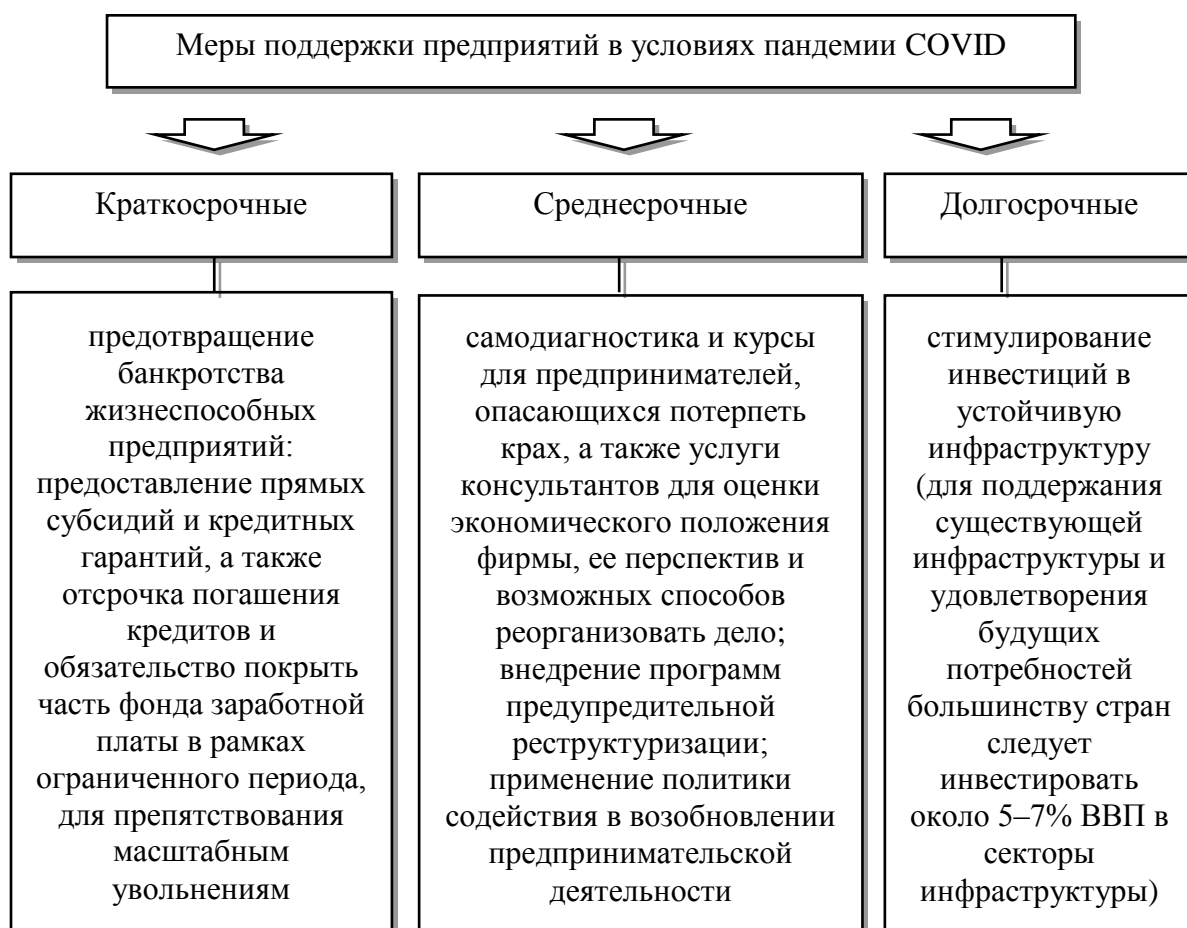 Меры поддержки предприятий в условиях пандемии COVID
Краткосрочные
предотвращение
банкротства
жизнеспособных
предприятий:
предоставление прямых
субсидий и кредитных
гарантий, а также
отсрочка погашения
кредитов и
обязательство покрыть
часть фонда заработной
платы в рамках
ограниченного периода,
для препятствования
масштабным
увольнениям
Среднесрочные
самодиагностика и курсы
для предпринимателей,
опасающихся потерпеть
крах, а также услуги
консультантов для оценки
экономического положения
фирмы, ее перспектив и
возможных способов
реорганизовать дело;
внедрение программ
предупредительной
реструктуризации;
применение политики
содействия в возобновлении
предпринимательской
деятельности
Долгосрочные
стимулирование
инвестиций в
устойчивую
инфраструктуру
(для поддержания
существующей
инфраструктуры и
удовлетворения
будущих
потребностей
большинству стран
следует
инвестировать
около 5–7% ВВП в
секторы
инфраструктуры)